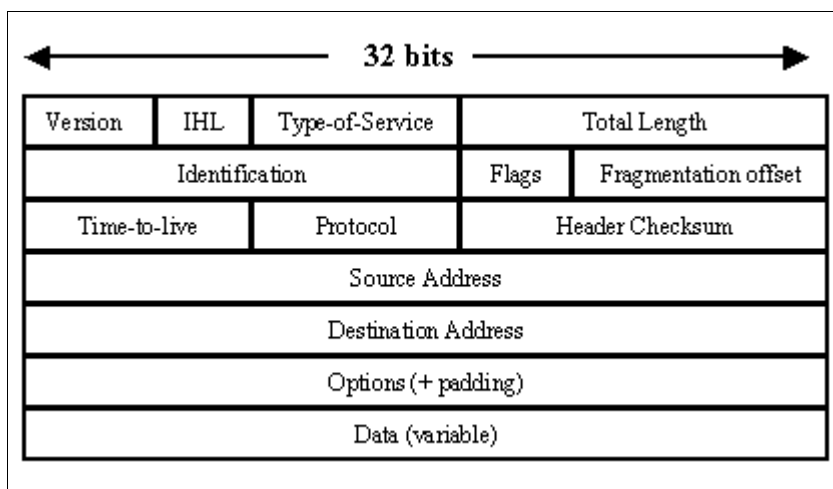 32 bits
Version IHL Type-of-Service Total Length
Identification Flags Fragmentation offset
Time-to-live Protocol Header Checksum
Source Address
Destination Address
Options (+ padding)
Data (variable)